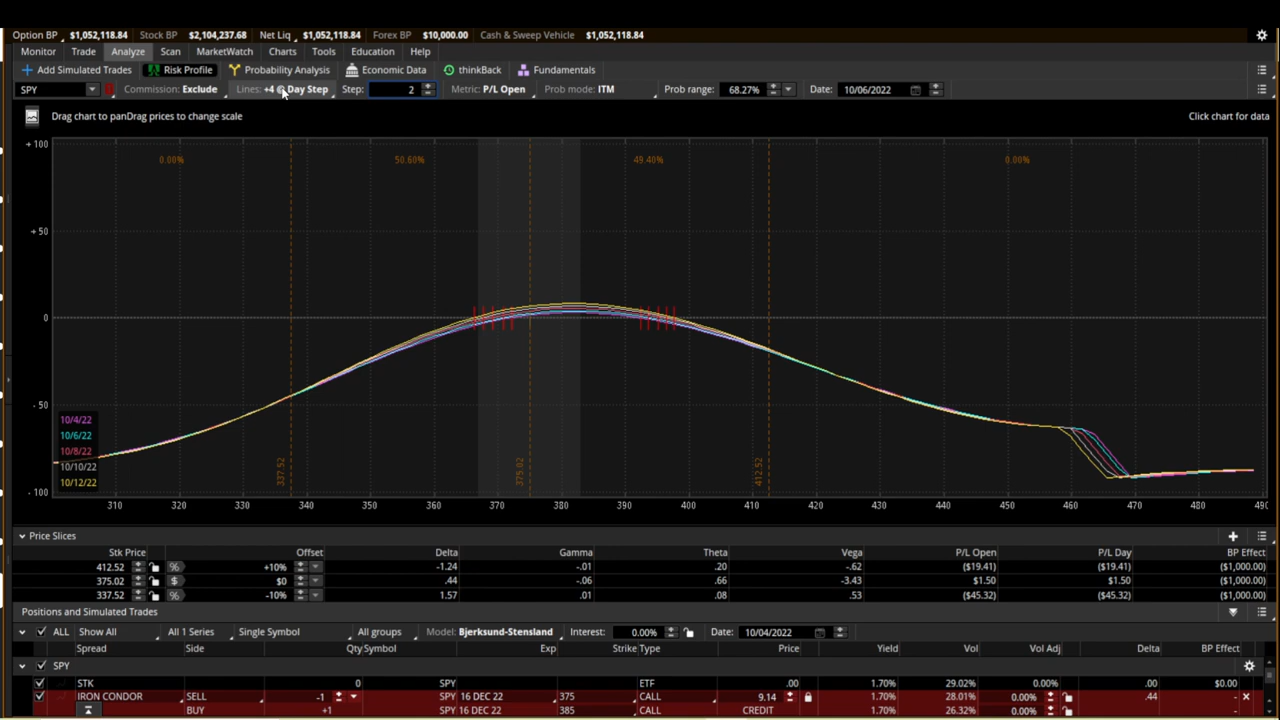 Option BP $1,052,118.84 Stock BP $2,104,237.68 Net Liq $1,052,118.84 Forex BP $10,000.00 Cash & Sweep Vehicle $1,052,118.84
Monitor Trade Analyze Scan MarketWatch Charts Tools Education Help
Add Simulated Trades Risk Profile Probability Analysis Economic Data thinkBack Fundamentals
SPY Commission: Exclude Lines: +4 @ Day Step Step: 2 Metric: P/L Open Prob mode: ITM Prob range: 68.27% Date: 10/06/2022
Drag chart to panDrag prices to change scale Click chart for data
+ 100
0.00% 50.60% 49.40% 0.00%
+ 50
0
- 50
10/4/22
10/6/22
10/8/22
10/10/22
10/12/22
337.52 375.02 412.52
- 100
310 320 330 340 350 360 370 380 390 400 410 420 430 440 450 460 470 480 490
Price Slices
Stk Price Offset Delta Gamma Theta Vega P/L Open P/L Day BP Effect
412.52 % +10% -1.24 -.01 .20 -.62 ($19.41) ($19.41) ($1,000.00)
375.02 $ $0 .44 -.06 .66 -3.43 $1.50 $1.50 ($1,000.00)
337.52 % -10% 1.57 .01 .08 .53 ($45.32) ($45.32) ($1,000.00)
Positions and Simulated Trades
ALL Show All All 1 Series Single Symbol All groups Model: Bjerksund-Stensland Interest: 0.00% Date: 10/04/2022
Spread Side Qty Symbol Exp Strike Type Price Yield Vol Vol Adj Delta BP Effect
SPY
STK 0 SPY ETF .00 1.70% 29.02% 0.00% .00 $0.00
IRON CONDOR SELL -1 SPY 16 DEC 22 375 CALL 9.14 1.70% 28.01% 0.00% .44 -
BUY +1 SPY 16 DEC 22 385 CALL CREDIT 1.70% 26.32% 0.00% -